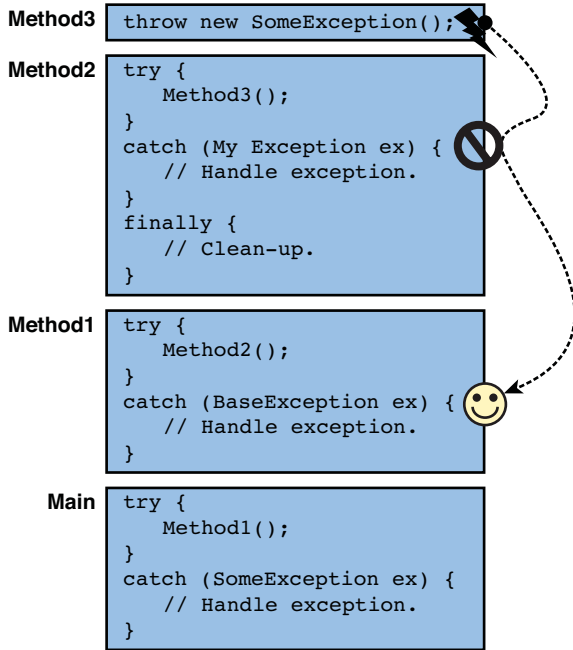 Method3
throw new SomeException();
Method2
try {
Method3();
}
catch (My Exception ex) {
// Handle exception.
}
finally {
// Clean-up.
}
Method1
try {
Method2();
}
catch (BaseException ex) {
// Handle exception.
}
Main
try {
Method1();
}
catch (SomeException ex) {
// Handle exception.
}